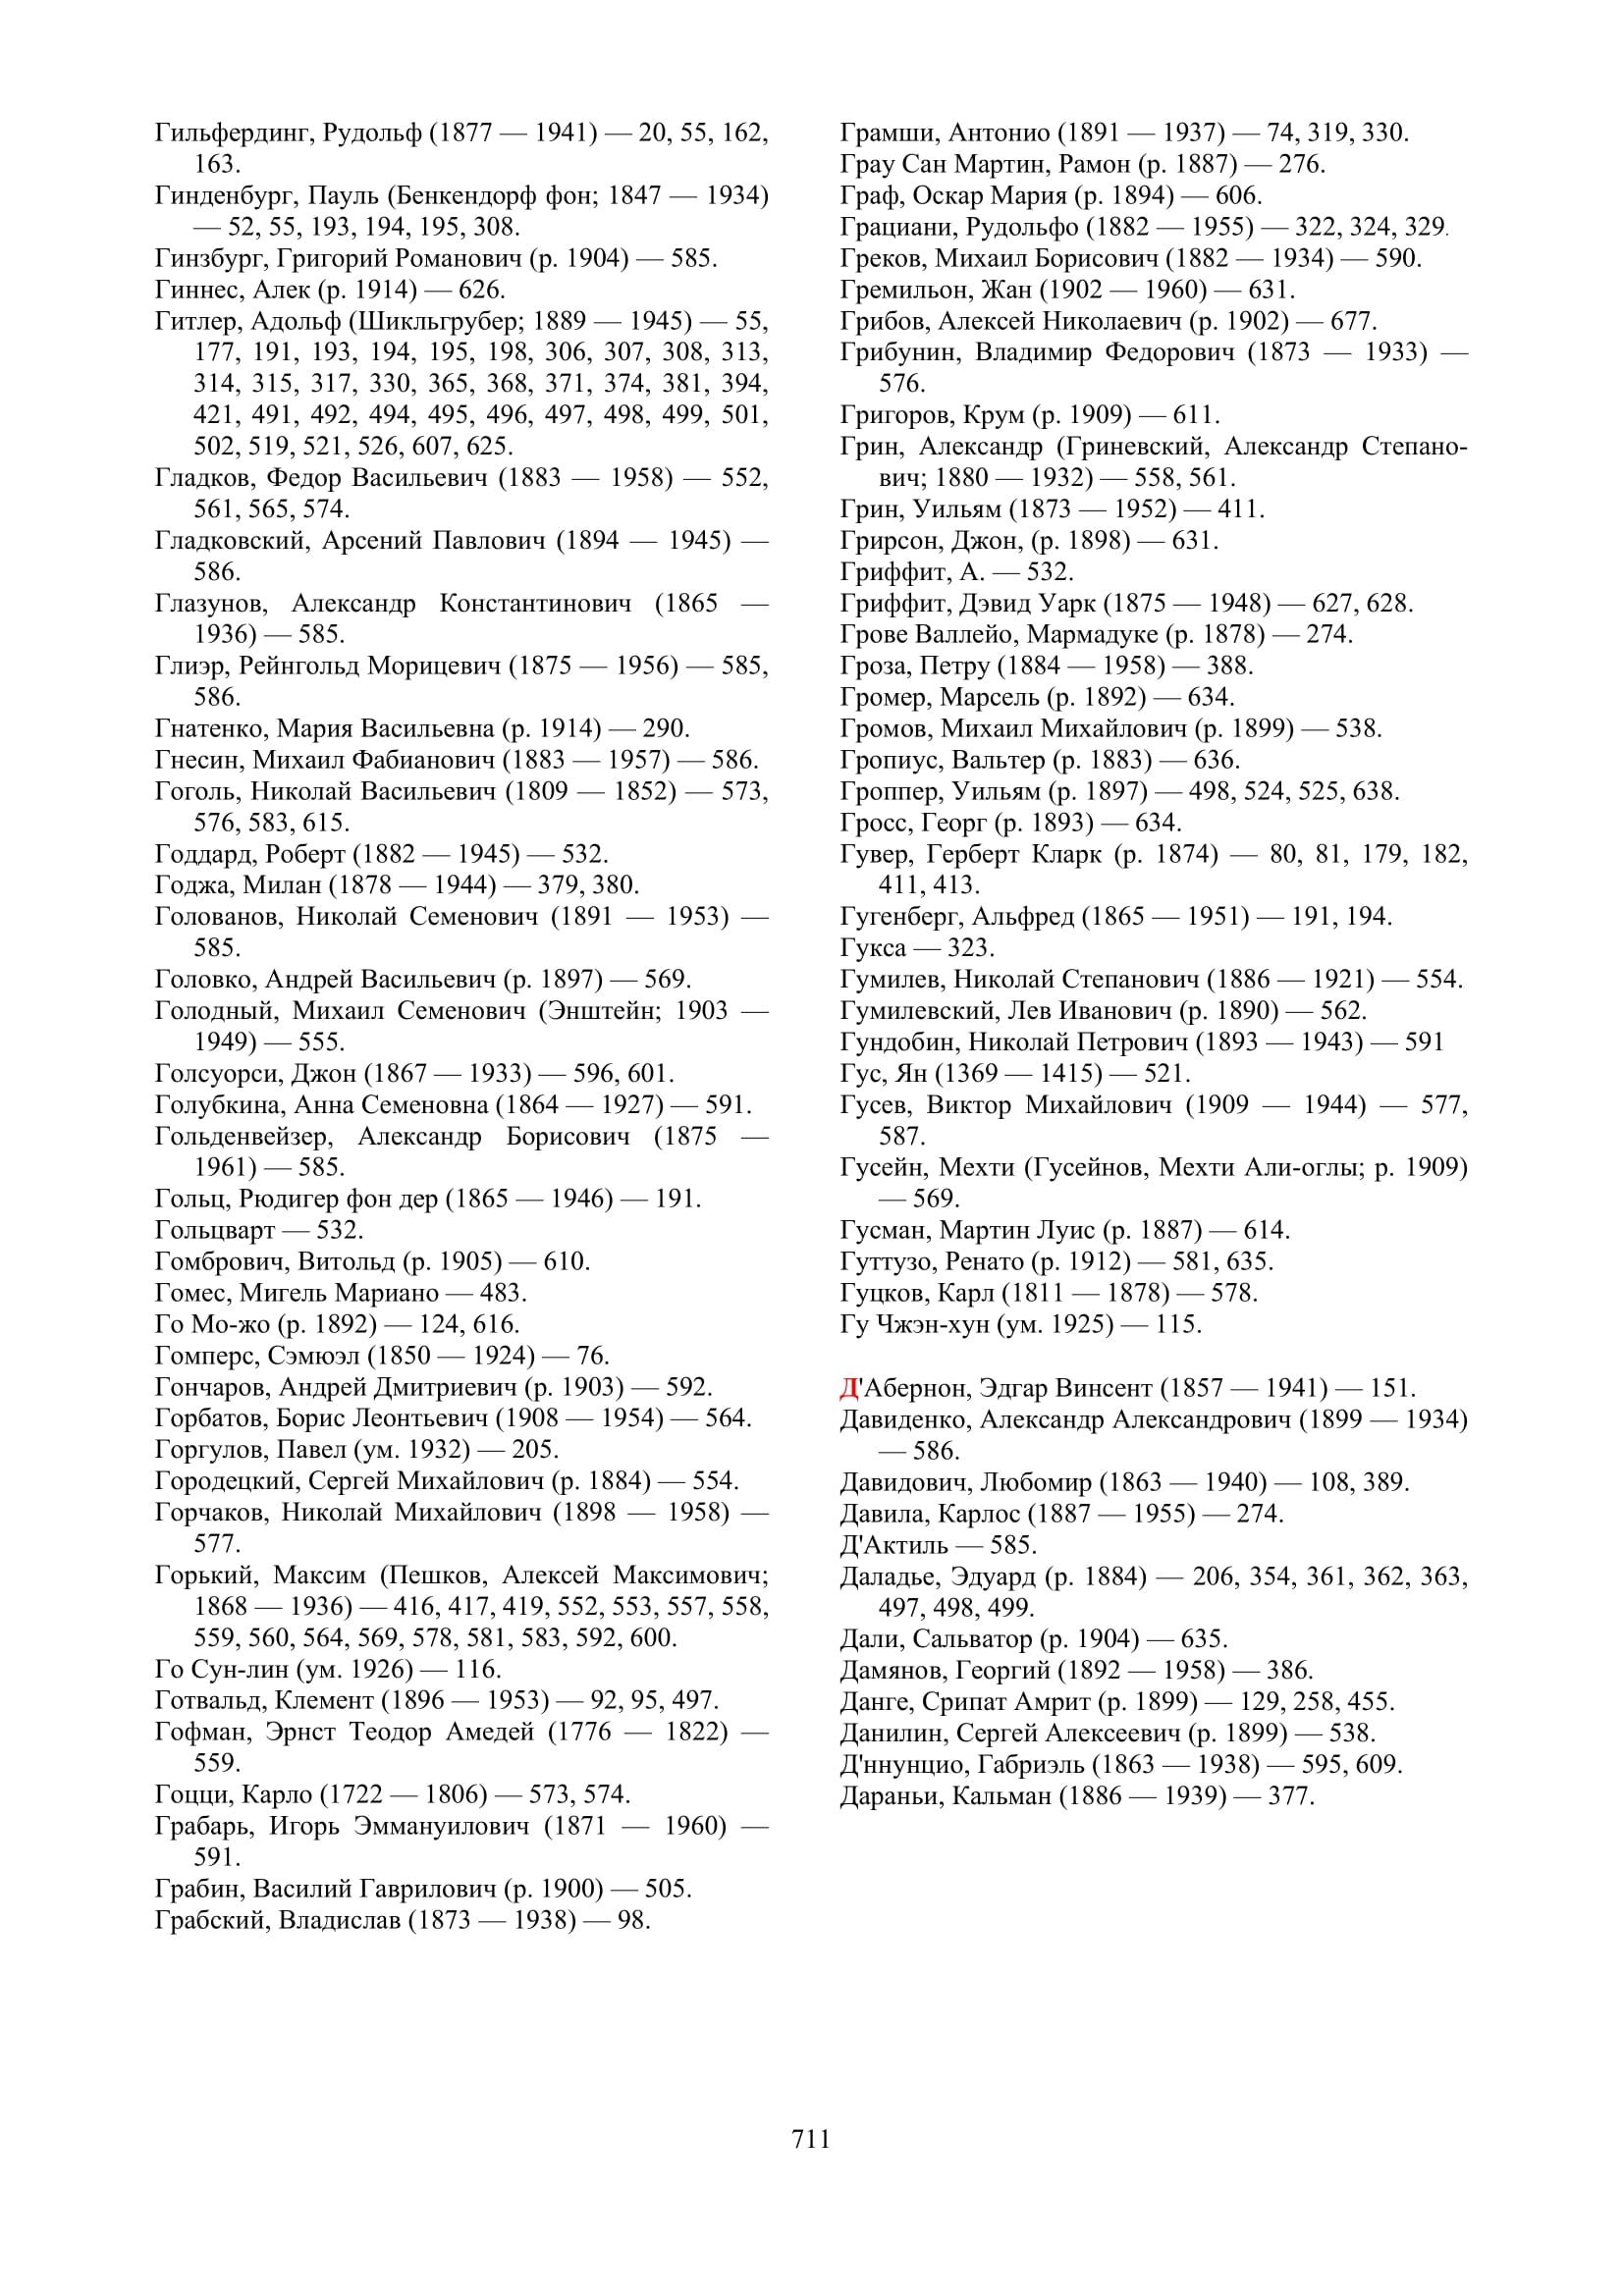 Гильфердинг, Рудольф (1877 — 1941) — 20, 55, 162,
163.
Гинденбург, Пауль (Бенкендорф фон; 1847 — 1934)
— 52, 55, 193, 194, 195, 308.
Гинзбург, Григорий Романович (р. 1904) — 585.
Гиннес, Алек (р. 1914) — 626.
Гитлер, Адольф (Шикльгрубер; 1889 — 1945) — 55,
177, 191, 193, 194, 195, 198, 306, 307, 308, 313,
314, 315, 317, 330, 365, 368, 371, 374, 381, 394,
421, 491, 492, 494, 495, 496, 497, 498, 499, 501,
502, 519, 521, 526, 607, 625.
Гладков, Федор Васильевич (1883 — 1958) — 552,
561, 565, 574.
Гладковский, Арсений Павлович (1894 — 1945) —
586.
Глазунов, Александр Константинович (1865 —
1936) — 585.
Глиэр, Рейнгольд Морицевич (1875 — 1956) — 585,
586.
Гнатенко, Мария Васильевна (р. 1914) — 290.
Гнесин, Михаил Фабианович (1883 — 1957) — 586.
Гоголь, Николай Васильевич (1809 — 1852) — 573,
576, 583, 615.
Годдард, Роберт (1882 — 1945) — 532.
Годжа, Милан (1878 — 1944) — 379, 380.
Голованов, Николай Семенович (1891 — 1953) —
585.
Головко, Андрей Васильевич (р. 1897) — 569.
Голодный, Михаил Семенович (Энштейн; 1903 —
1949) — 555.
Голсуорси, Джон (1867 — 1933) — 596, 601.
Голубкина, Анна Семеновна (1864 — 1927) — 591.
Гольденвейзер, Александр Борисович (1875 —
1961) — 585.
Гольц, Рюдигер фон дер (1865 — 1946) — 191.
Гольцварт — 532.
Гомбрович, Витольд (р. 1905) — 610.
Гомес, Мигель Мариано — 483.
Го Мо-жо (р. 1892) — 124, 616.
Гомперс, Сэмюэл (1850 — 1924) — 76.
Гончаров, Андрей Дмитриевич (р. 1903) — 592.
Горбатов, Борис Леонтьевич (1908 — 1954) — 564.
Горгулов, Павел (ум. 1932) — 205.
Городецкий, Сергей Михайлович (р. 1884) — 554.
Горчаков, Николай Михайлович (1898 — 1958) —
577.
Горький, Максим (Пешков, Алексей Максимович;
1868 — 1936) — 416, 417, 419, 552, 553, 557, 558,
559, 560, 564, 569, 578, 581, 583, 592, 600.
Го Сун-лин (ум. 1926) — 116.
Готвальд, Клемент (1896 — 1953) — 92, 95, 497.
Гофман, Эрнст Теодор Амедей (1776 — 1822) —
559.
Гоцци, Карло (1722 — 1806) — 573, 574.
Грабарь, Игорь Эммануилович (1871 — 1960) —
591.
Грабин, Василий Гаврилович (р. 1900) — 505.
Грабский, Владислав (1873 — 1938) — 98.
Грамши, Антонио (1891 — 1937) — 74, 319, 330.
Грау Сан Мартин, Рамон (р. 1887) — 276.
Граф, Оскар Мария (р. 1894) — 606.
Грациани, Рудольфо (1882 — 1955) — 322, 324, 329.
Греков, Михаил Борисович (1882 — 1934) — 590.
Гремильон, Жан (1902 — 1960) — 631.
Грибов, Алексей Николаевич (р. 1902) — 677.
Грибунин, Владимир Федорович (1873 — 1933) —
576.
Григоров, Крум (р. 1909) — 611.
Грин, Александр (Гриневский, Александр Степано-
вич; 1880 — 1932) — 558, 561.
Грин, Уильям (1873 — 1952) — 411.
Грирсон, Джон, (р. 1898) — 631.
Гриффит, А. — 532.
Гриффит, Дэвид Уарк (1875 — 1948) — 627, 628.
Грове Валлейо, Мармадуке (р. 1878) — 274.
Гроза, Петру (1884 — 1958) — 388.
Громер, Марсель (р. 1892) — 634.
Громов, Михаил Михайлович (р. 1899) — 538.
Гропиус, Вальтер (р. 1883) — 636.
Гроппер, Уильям (р. 1897) — 498, 524, 525, 638.
Гросс, Георг (р. 1893) — 634.
Гувер, Герберт Кларк (р. 1874) — 80, 81, 179, 182,
411, 413.
Гугенберг, Альфред (1865 — 1951) — 191, 194.
Гукса — 323.
Гумилев, Николай Степанович (1886 — 1921) — 554.
Гумилевский, Лев Иванович (р. 1890) — 562.
Гундобин, Николай Петрович (1893 — 1943) — 591
Гус, Ян (1369 — 1415) — 521.
Гусев, Виктор Михайлович (1909 — 1944) — 577,
587.
Гусейн, Мехти (Гусейнов, Мехти Али-оглы; р. 1909)
— 569.
Гусман, Мартин Луис (р. 1887) — 614.
Гуттузо, Ренато (р. 1912) — 581, 635.
Гуцков, Карл (1811 — 1878) — 578.
Гу Чжэн-хун (ум. 1925) — 115.
Д'Абернон, Эдгар Винсент (1857 — 1941) — 151.
Давиденко, Александр Александрович (1899 — 1934)
— 586.
Давидович, Любомир (1863 — 1940) — 108, 389.
Давила, Карлос (1887 — 1955) — 274.
Д'Актиль — 585.
Даладье, Эдуард (р. 1884) — 206, 354, 361, 362, 363,
497, 498, 499.
Дали, Сальватор (р. 1904) — 635.
Дамянов, Георгий (1892 — 1958) — 386.
Данге, Срипат Амрит (р. 1899) — 129, 258, 455.
Данилин, Сергей Алексеевич (р. 1899) — 538.
Д'ннунцио, Габриэль (1863 — 1938) — 595, 609.
Дараньи, Кальман (1886 — 1939) — 377.
711